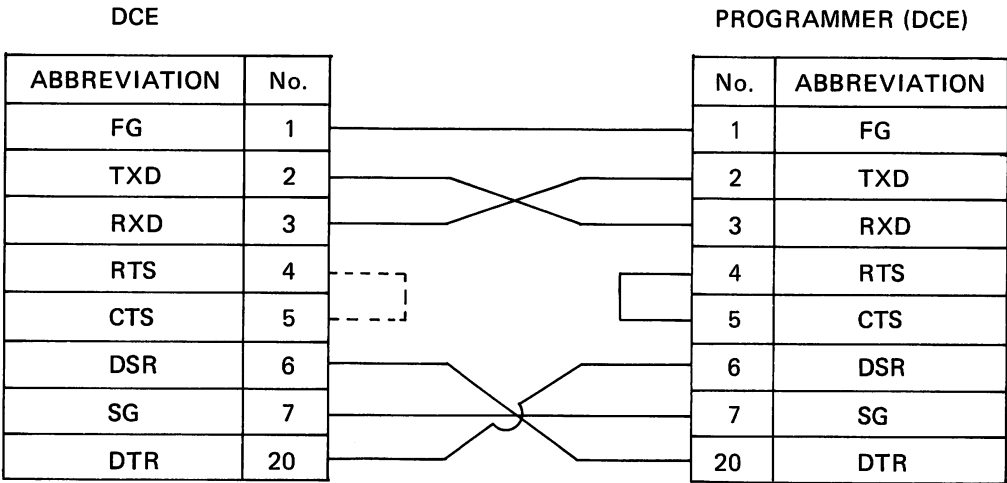 DCE PROGRAMMER (DCE)
ABBREVIATION No. No. ABBREVIATION
FG 1 1 FG
TXD 2 2 TXD
RXD 3 3 RXD
RTS 4 4 RTS
CTS 5 5 CTS
DSR 6 6 DSR
SG 7 7 SG
DTR 20 20 DTR